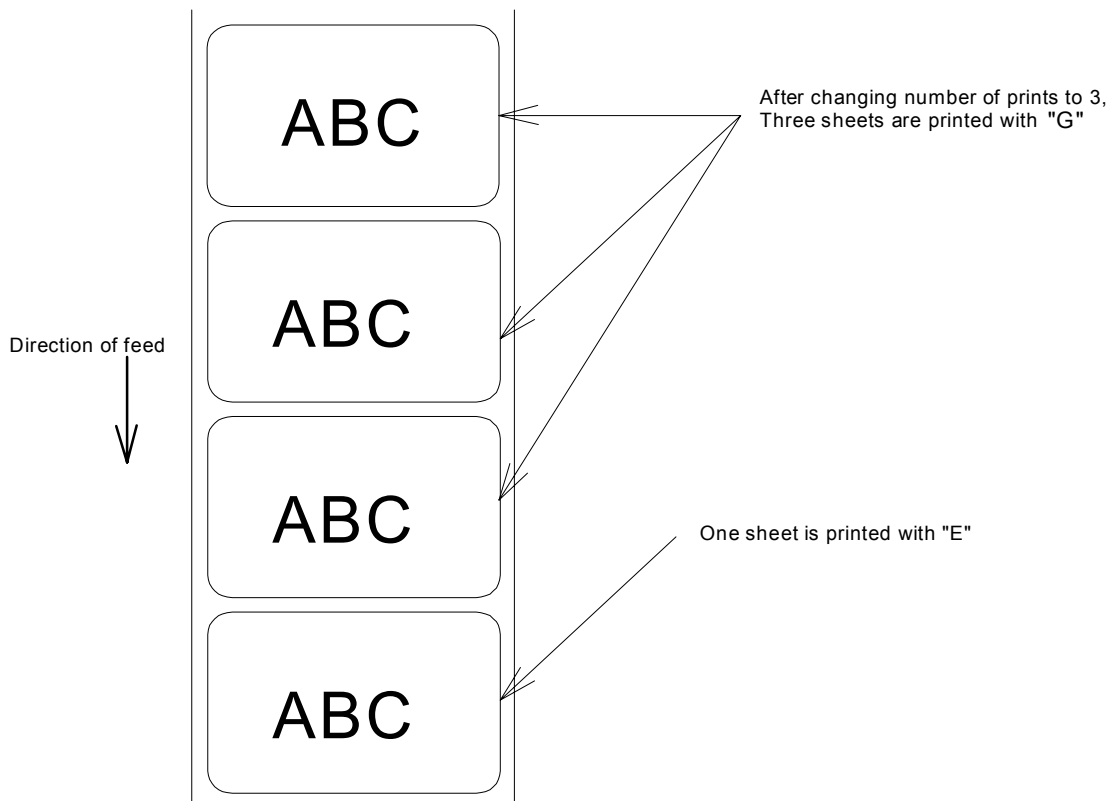 ABC
After changing number of prints to 3,
Three sheets are printed with "G"
ABC
Direction of feed
ABC
One sheet is printed with "E"
ABC